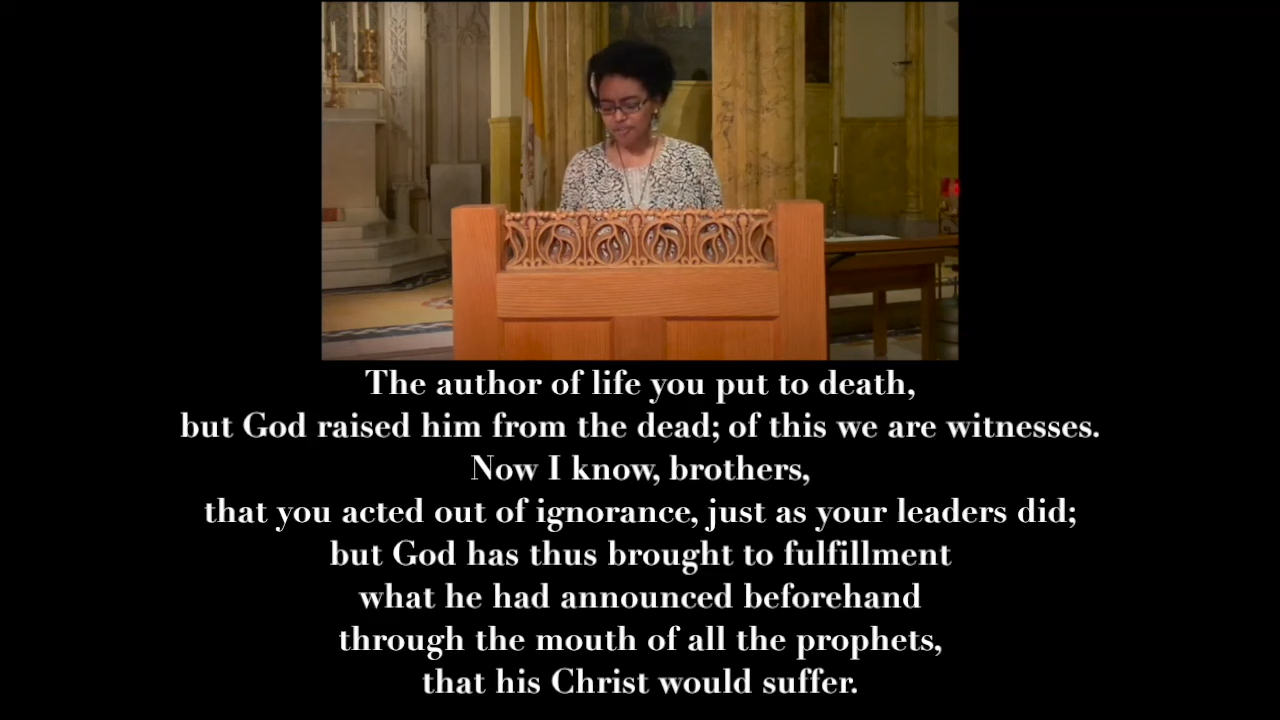 The author of life you put to death,
but God raised him from the dead; of this we are witnesses.
Now I know, brothers,
that you acted out of ignorance, just as your leaders did;
but God has thus brought to fulfillment
what he had announced beforehand
through the mouth of all the prophets,
that his Christ would suffer.